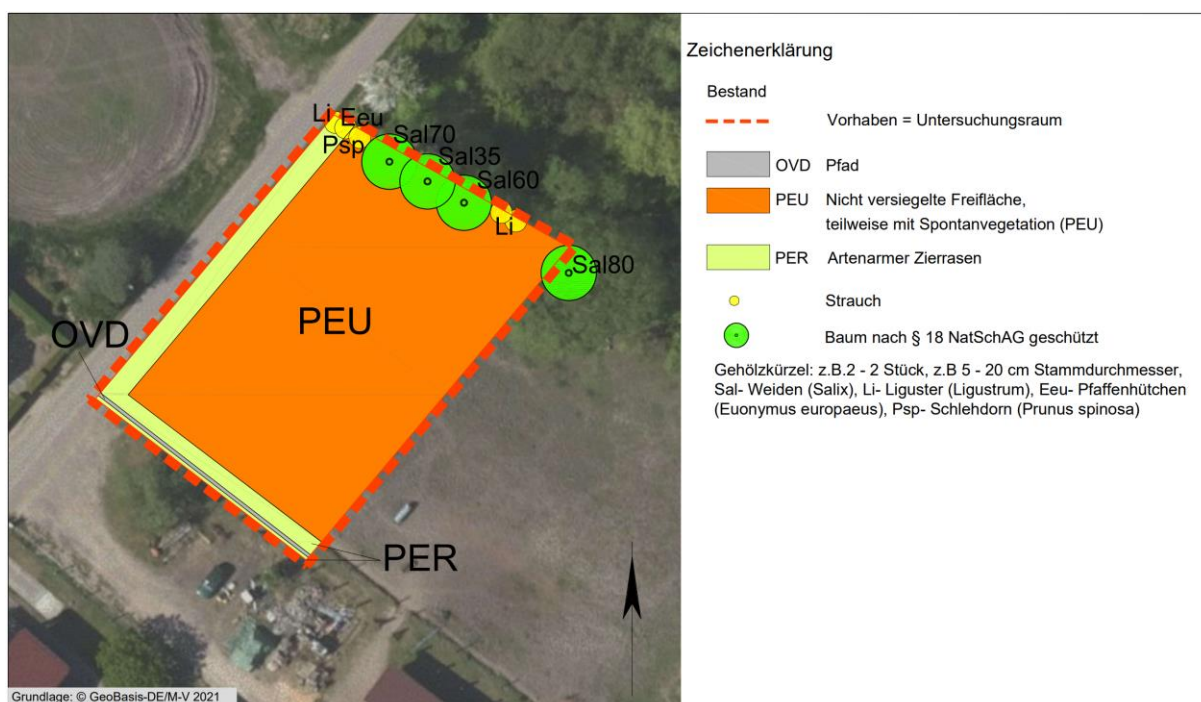 Li
Eeu
Psp
Sal70
Sal35
Sal60
Li
Sal80
PEU
OVD
PER
Grundlage: © GeoBasis-DE/M-V 2021
Zeichenerklärung
Bestand
Vorhaben = Untersuchungsraum
OVD Pfad
PEU Nicht versiegelte Freifläche,
teilweise mit Spontanvegetation (PEU)
PER Artenarmer Zierrasen
Strauch
Baum nach § 18 NatSchAG geschützt
Gehölzkürzel: z.B.2 - 2 Stück, z.B 5 - 20 cm Stammdurchmesser,
Sal- Weiden (Salix), Li- Liguster (Ligustrum), Eeu- Pfaffenhütchen
(Euonymus europaeus), Psp- Schlehdorn (Prunus spinosa)